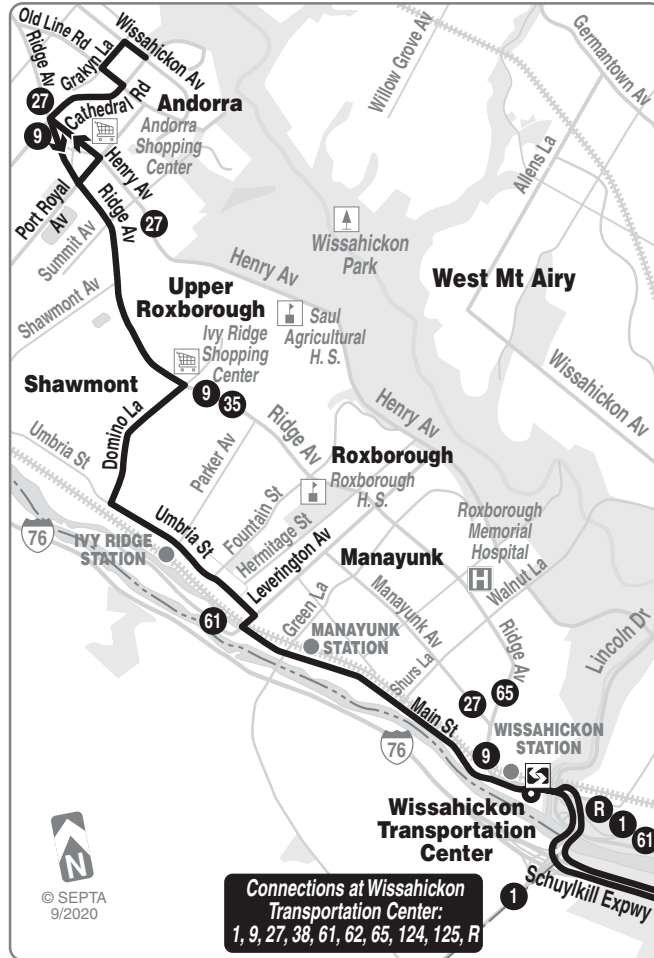 Old Line Rd
Ridge Av
Grakyn La
Wissahickon Av
Cathedral Rd
27
9
Andorra
Andorra
Shopping
Center
Henry Av
Port Royal
Av
Ridge Av
27
Summit Av
Shawmont Av
Willow Grove Av
Germantown Av
Allens La
Wissahickon
Park
Henry Av
West Mt Airy
Wissahickon Av
Upper
Roxborough
Ivy Ridge
Shopping
Center
Saul
Agricultural
H. S.
Shawmont
Domino La
9
35
Ridge Av
Henry Av
Umbria St
Parker Av
Roxborough
Roxborough
H. S.
Fountain St
Hermitage St
Leverington Av
Umbria St
76
IVY RIDGE
STATION
Manayunk
Roxborough
Memorial
Hospital
H
Walnut La
61
Green La
Manayunk Av
MANAYUNK
STATION
Shurs La
Ridge Av
Lincoln Dr
Main St
27
65
76
9
WISSAHICKON
STATION
Wissahickon
Transportation
Center
R
1
61
Schuylkill Expwy
1
N
© SEPTA
9/2020
Connections at Wissahickon
Transportation Center:
1, 9, 27, 38, 61, 62, 65, 124, 125, R